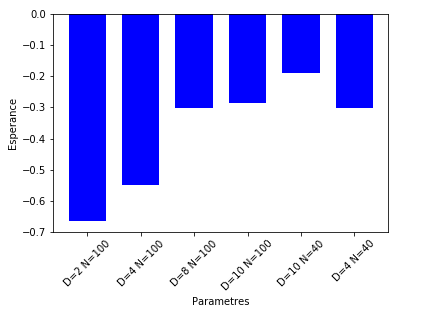 0.0
−0.1
−0.2
−0.3
−0.4
−0.5
−0.6
−0.7
Esperance
D=2 N=100
D=4 N=100
D=8 N=100
D=10 N=100
D=10 N=40
D=4 N=40
Parametres